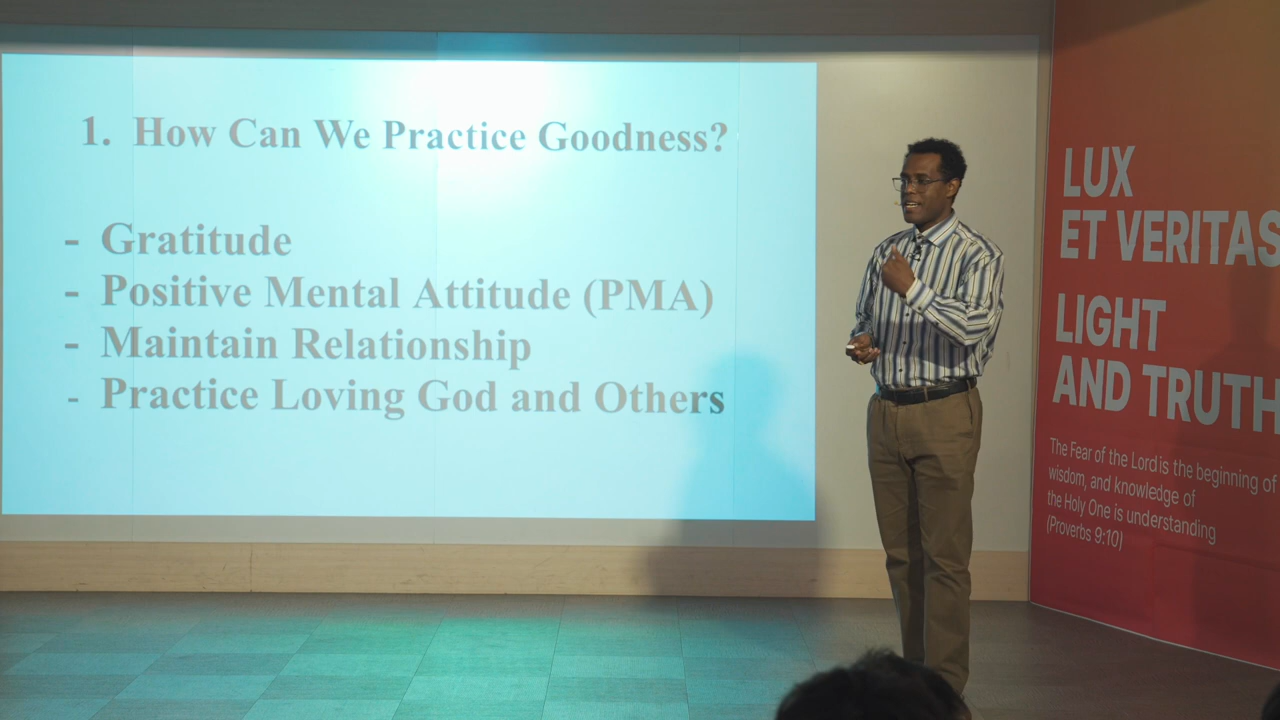 1. How Can We Practice Goodness?
- Gratitude
- Positive Mental Attitude (PMA)
- Maintain Relationship
- Practice Loving God and Others
LUX
ET VERITAS
LIGHT
AND TRUTH
The Fear of the Lord is the beginning of
wisdom, and knowledge of
the Holy One is understanding
(Proverbs 9:10)